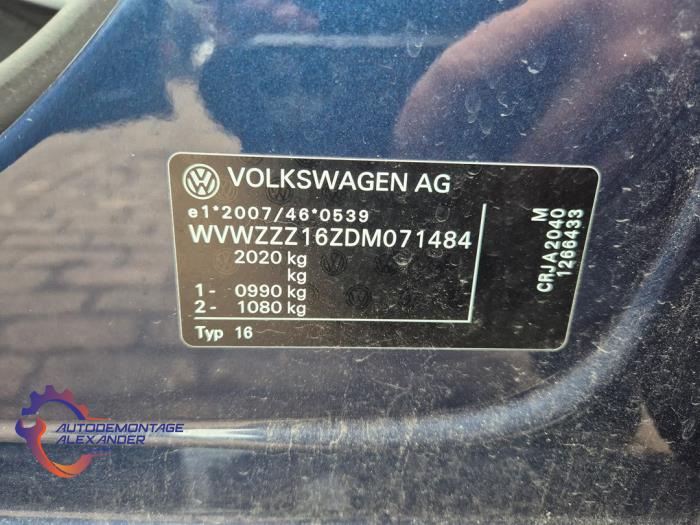 VOLKSWAGEN AG
e1*2007/46*0539
WVWZZZ16ZDM071484
2020 kg
kg
1- 0990 kg
2- 1080 kg
Typ 16
M
CRJA2040
1266433
AUTODEMONTAGE
ALEXANDER